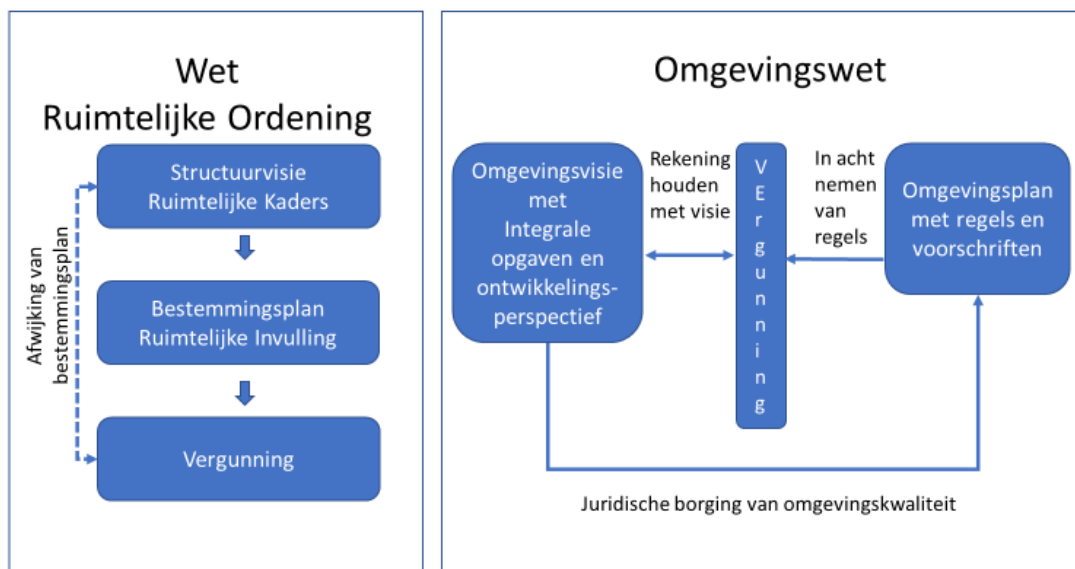 Wet
Ruimtelijke Ordening
Structuurvisie
Ruimtelijke Kaders
Afwijking van
bestemmingsplan
Bestemmingsplan
Ruimtelijke Invulling
Vergunning
Omgevingswet
Omgevingsvisie
met
Integrale
opgaven en
ontwikkelings-
perspectief
Rekening
houden
met visie
V
E
r
g
u
n
n
i
n
g
In acht
nemen
van
regels
Omgevingsplan
met regels en
voorschriften
Juridische borging van omgevingskwaliteit